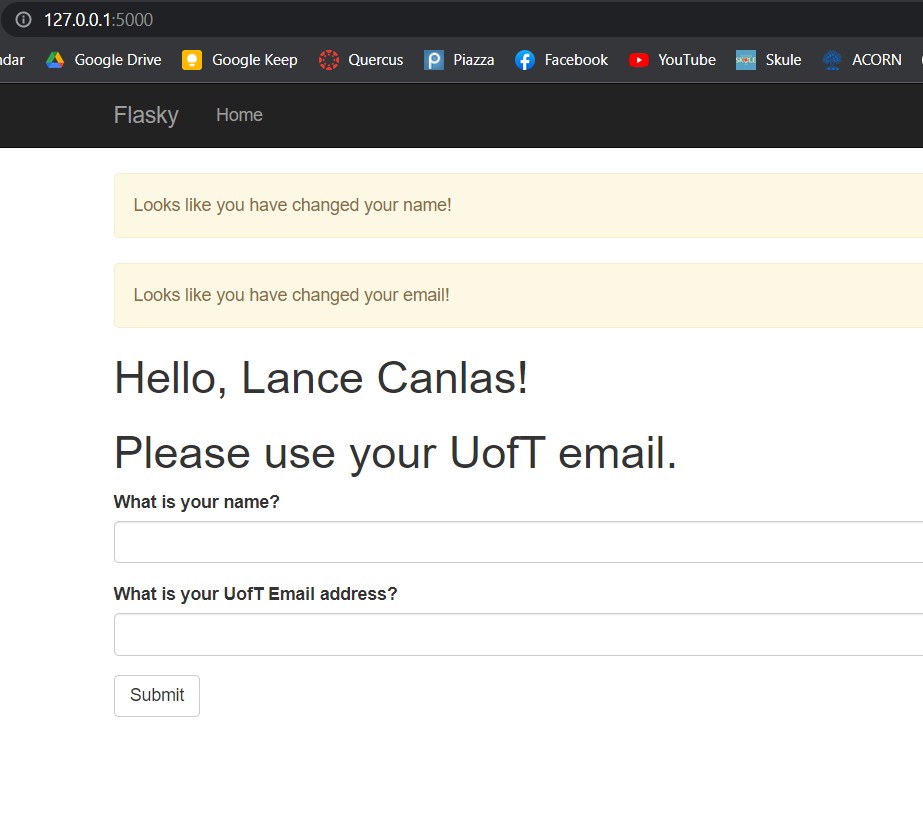 127.0.0.1:5000
ndar Google Drive Google Keep Quercus Piazza Facebook YouTube SKULE Skule ACORN
Flasky Home
Looks like you have changed your name!
Looks like you have changed your email!
Hello, Lance Canlas!
Please use your UofT email.
What is your name?
What is your UofT Email address?
Submit